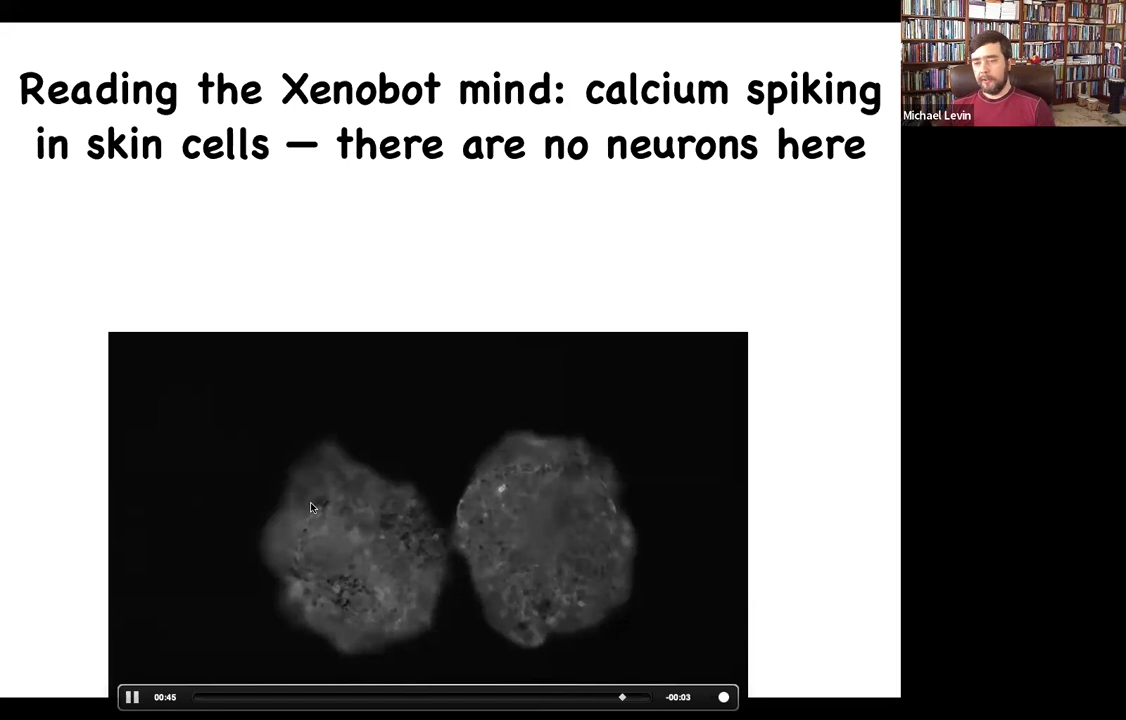 Reading the Xenobot mind: calcium spiking
in skin cells — there are no neurons here
Michael Levin
00:45
-00:03